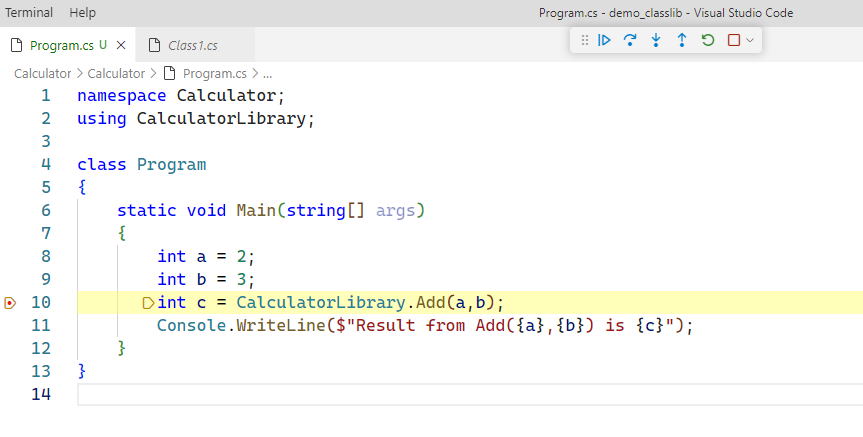 Terminal Help Program.cs - demo_classlib - Visual Studio Code
Program.cs U Class1.cs
Calculator > Calculator > Program.cs > ...
1 namespace Calculator;
2 using CalculatorLibrary;
3
4 class Program
5 {
6 static void Main(string[] args)
7 {
8 int a = 2;
9 int b = 3;
10 int c = CalculatorLibrary.Add(a,b);
11 Console.WriteLine($"Result from Add({a},{b}) is {c}");
12 }
13 }
14